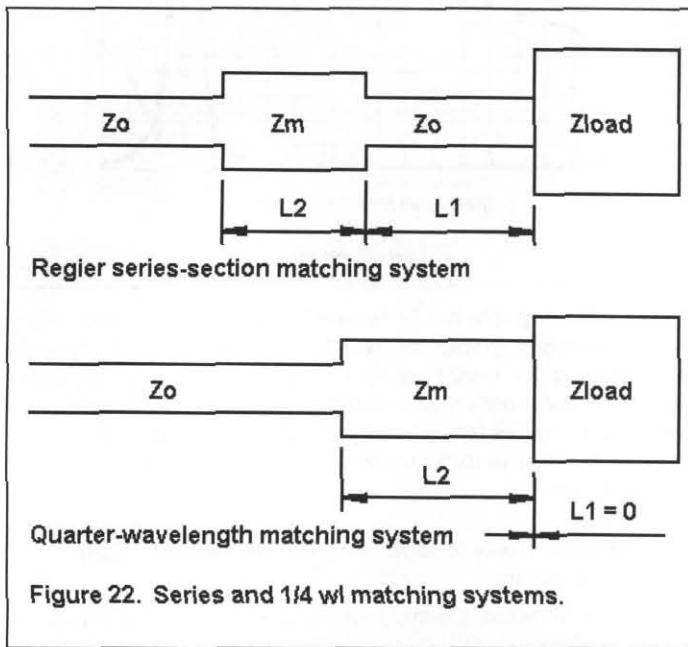 Zo Zm Zo Zload
L2 L1
Regier series-section matching system
Zo Zm Zload
L2
L1 = 0
Quarter-wavelength matching system
Figure 22. Series and 1/4 wl matching systems.